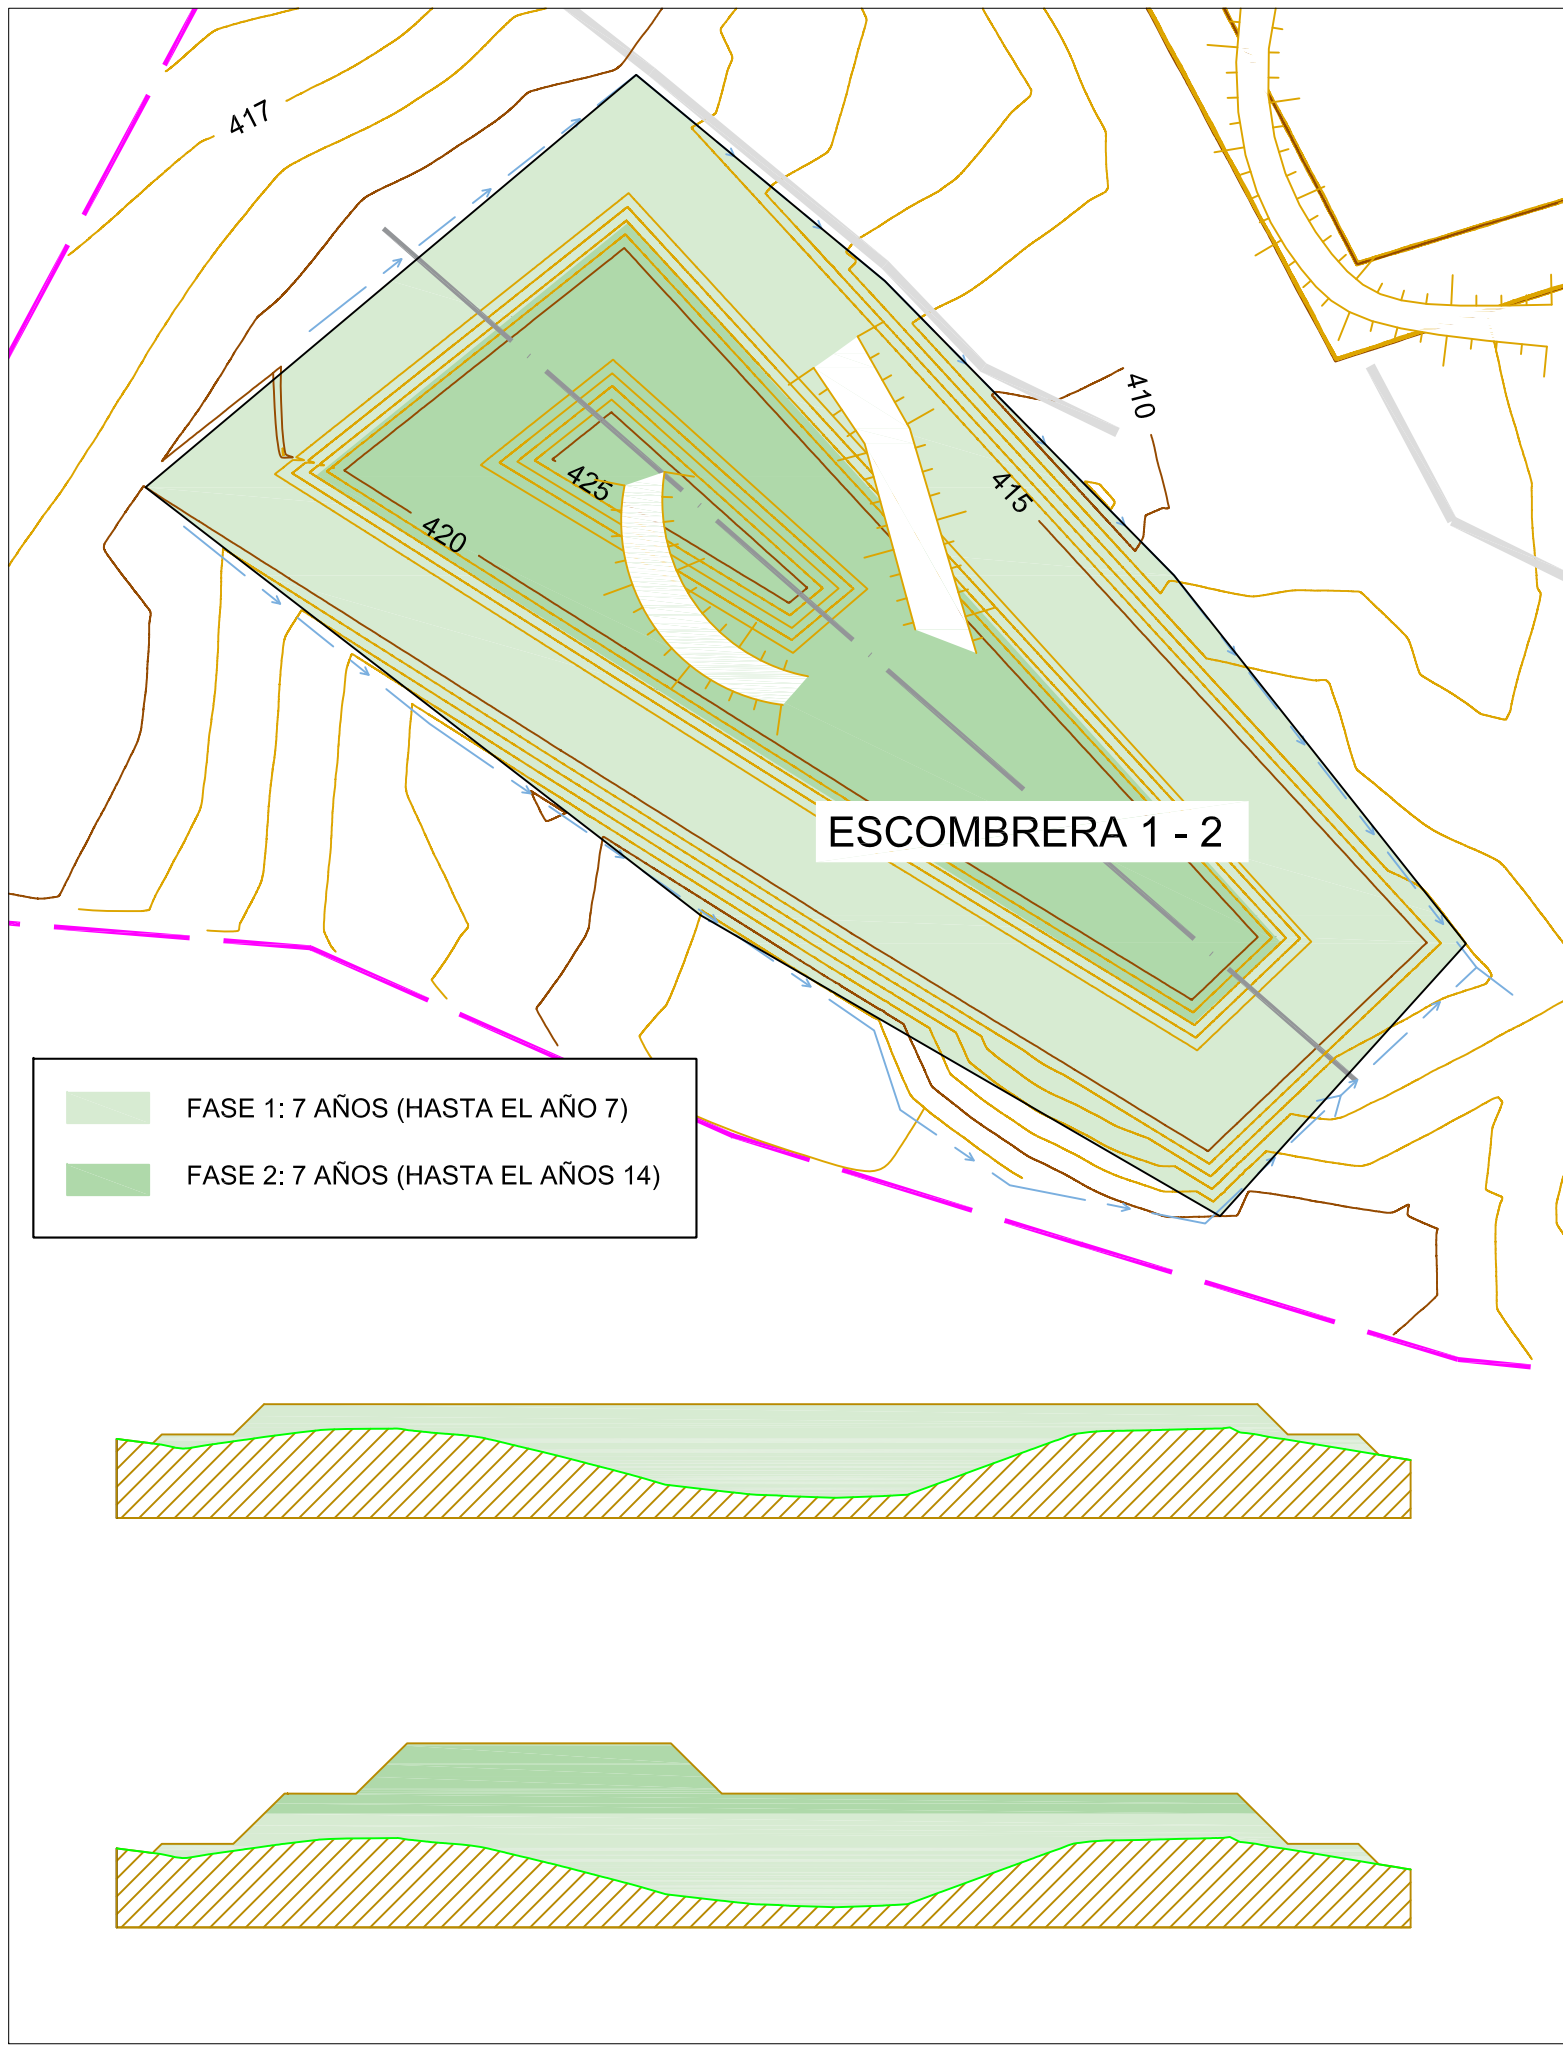 417
410
415
425
420
ESCOMBRERA 1 - 2
FASE 1: 7 AÑOS (HASTA EL AÑO 7)
FASE 2: 7 AÑOS (HASTA EL AÑOS 14)